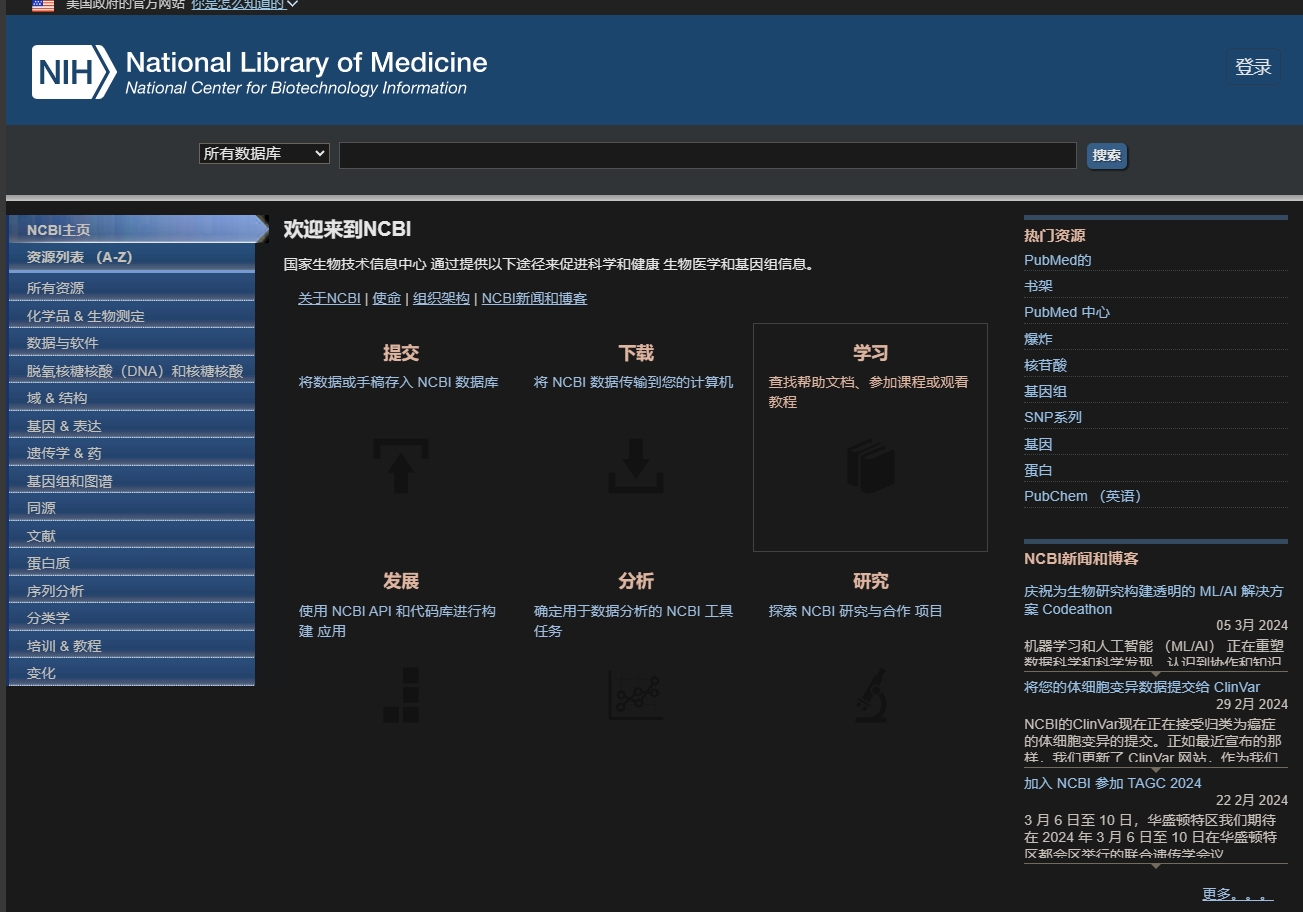 美国政府的官方网站 你是怎么知道的
NIH National Library of Medicine
National Center for Biotechnology Information
登录
所有数据库
搜索
NCBI主页
资源列表 （A-Z）
所有资源
化学品 & 生物测定
数据与软件
脱氧核糖核酸（DNA）和核糖核酸
域 & 结构
基因 & 表达
遗传学 & 药
基因组和图谱
同源
文献
蛋白质
序列分析
分类学
培训 & 教程
变化
欢迎来到NCBI
国家生物技术信息中心 通过提供以下途径来促进科学和健康 生物医学和基因组信息。
关于NCBI | 使命 | 组织架构 | NCBI新闻和博客
提交
将数据或手稿存入 NCBI 数据库
下载
将 NCBI 数据传输到您的计算机
学习
查找帮助文档、参加课程或观看
教程
发展
使用 NCBI API 和代码库进行构
建 应用
分析
确定用于数据分析的 NCBI 工具
任务
研究
探索 NCBI 研究与合作 项目
热门资源
PubMed的
书架
PubMed 中心
爆炸
核苷酸
基因组
SNP系列
基因
蛋白
PubChem （英语）
NCBI新闻和博客
庆祝为生物研究构建透明的 ML/AI 解决方
案 Codeathon
05 3月 2024
机器学习和人工智能 （ML/AI） 正在重塑
数据科学和科学发现。认识到协作和知识
将您的体细胞变异数据提交给 ClinVar
29 2月 2024
NCBI的ClinVar现在正在接受归类为癌症
的体细胞变异的提交。正如最近宣布的那
样，我们更新了 ClinVar 网站，作为我们
加入 NCBI 参加 TAGC 2024
22 2月 2024
3 月 6 日至 10 日，华盛顿特区我们期待
在 2024 年 3 月 6 日至 10 日在华盛顿特
区都会区举行的联合遗传学会议
更多。。。